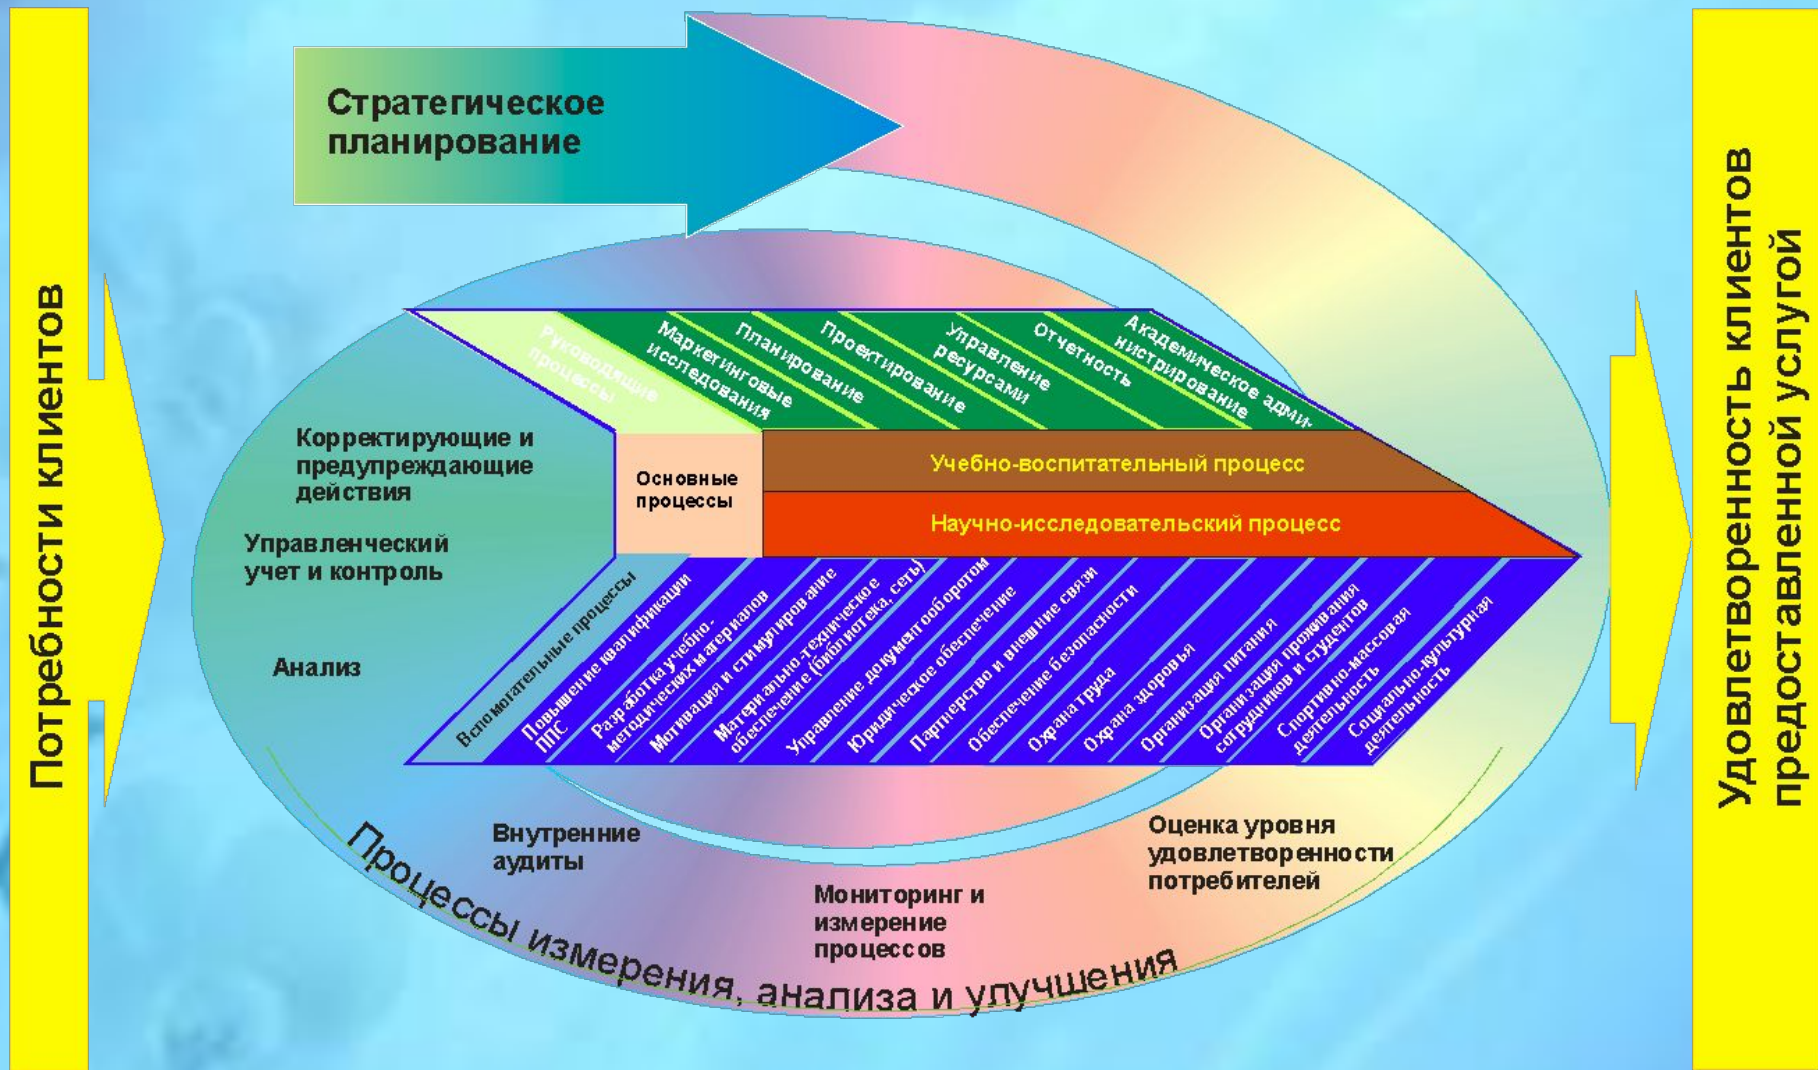 Потребности клиентов
Стратегическое
планирование
Руководящие
процессы
Маркетинговые
исследования
Планирование
Проектирование
Управление
ресурсами
Отчетность
Академическое адми-
нистрирование
Основные
процессы
Учебно-воспитательный процесс
Научно-исследовательский процесс
Вспомогательные процессы
Повышение квалификации
ППС
Разработка учебно-
методических материалов
Мотивация и стимулирование
Материально-техническое
обеспечение (библиотека, сеть)
Управление документооборотом
Юридическое обеспечение
Партнерство и внешние связи
Обеспечение безопасности
Охрана труда
Охрана здоровья
Организация питания
Организация проживания
сотрудников и студентов
Спортивно-массовая
деятельность
Социально-культурная
деятельность
Корректирующие и
предупреждающие
действия
Управленческий
учет и контроль
Анализ
Внутренние
аудиты
Мониторинг и
измерение
процессов
Оценка уровня
удовлетворенности
потребителей
Процессы измерения, анализа и улучшения
Удовлетворенность клиентов
предоставленной услугой